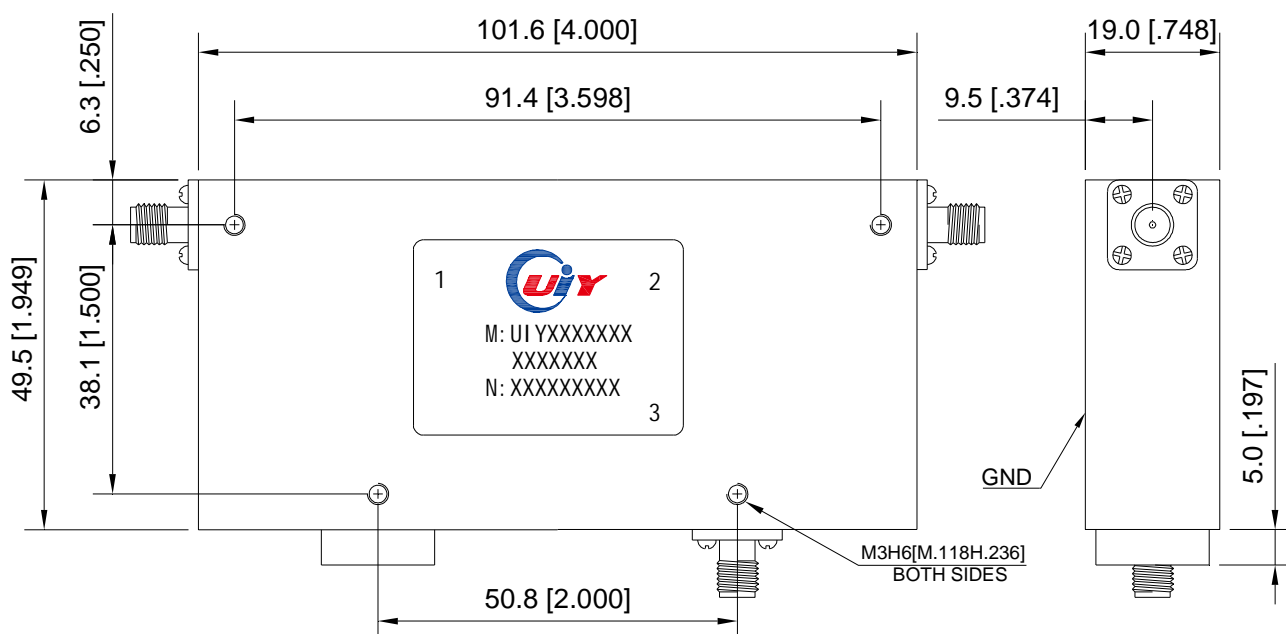 101.6 [4.000]
19.0 [.748]
6.3 [.250]
91.4 [3.598]
9.5 [.374]
49.5 [1.949]
38.1 [1.500]
1
UiY
2
M: UIYXXXXXXX
XXXXXXX
N: XXXXXXXXX
3
GND
5.0 [.197]
M3H6[M.118H.236]
BOTH SIDES
50.8 [2.000]